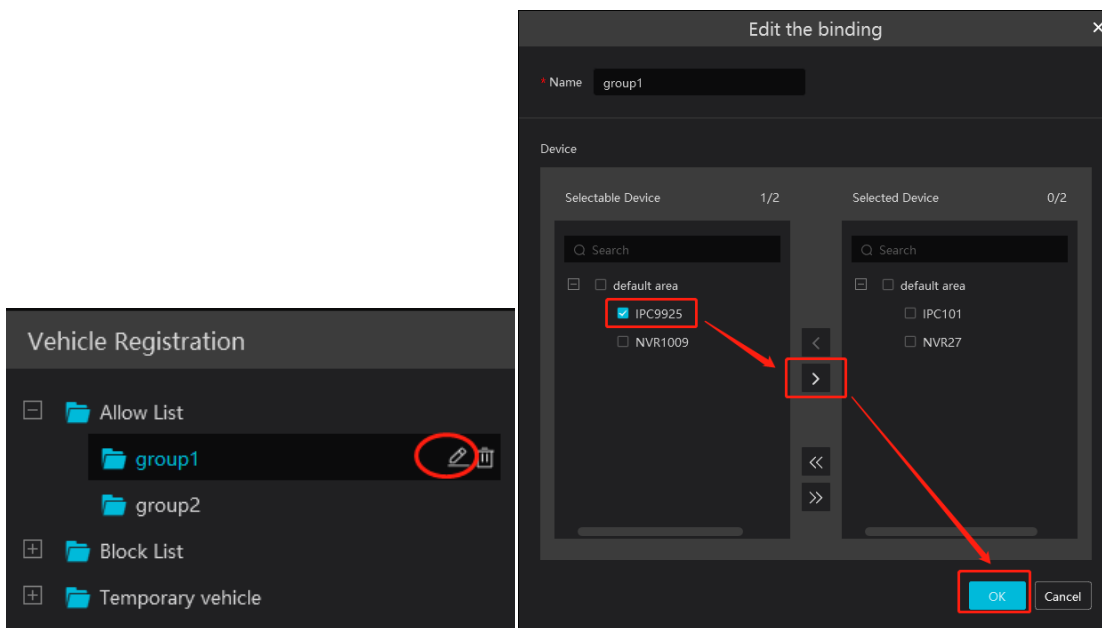 Vehicle Registration
Allow List
group1
group2
Block List
Temporary vehicle
Edit the binding
* Name group1
Device
Selectable Device 1/2
Search
default area
IPC9925
NVR1009
Selected Device 0/2
Search
default area
IPC101
NVR27
OK Cancel